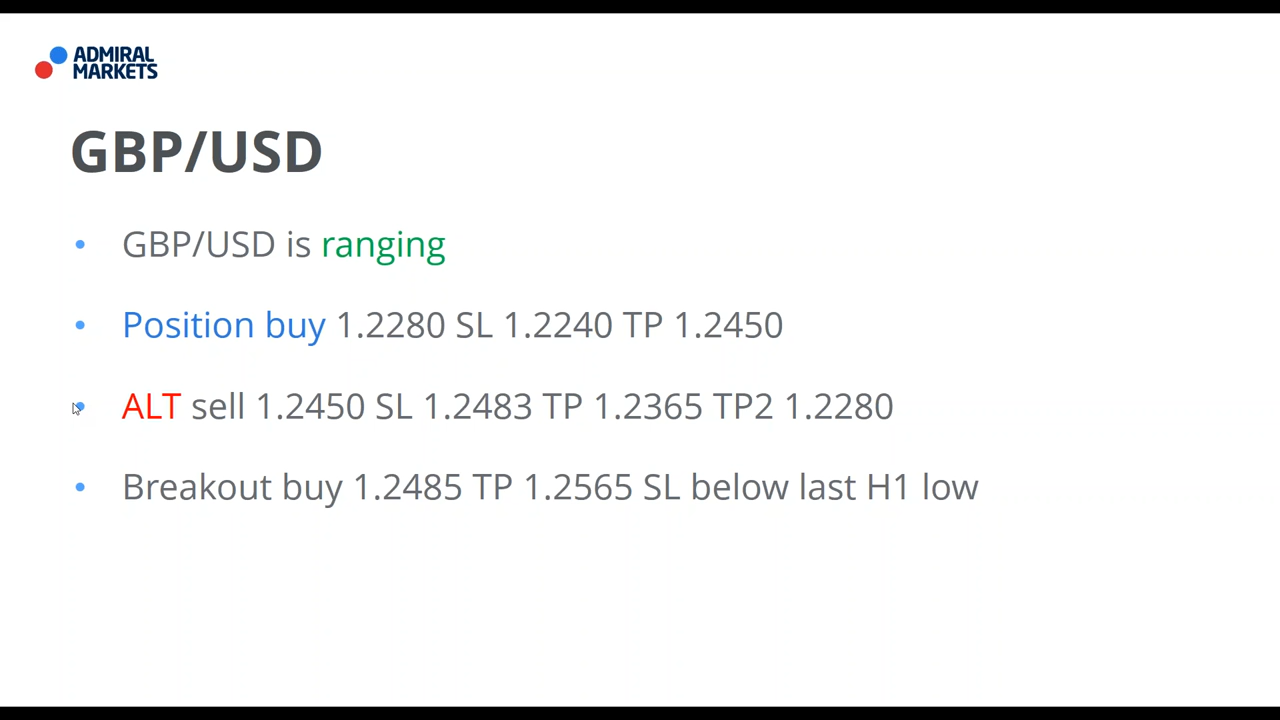 ADMIRAL
MARKETS
GBP/USD
GBP/USD is ranging
Position buy 1.2280 SL 1.2240 TP 1.2450
ALT sell 1.2450 SL 1.2483 TP 1.2365 TP2 1.2280
Breakout buy 1.2485 TP 1.2565 SL below last H1 low